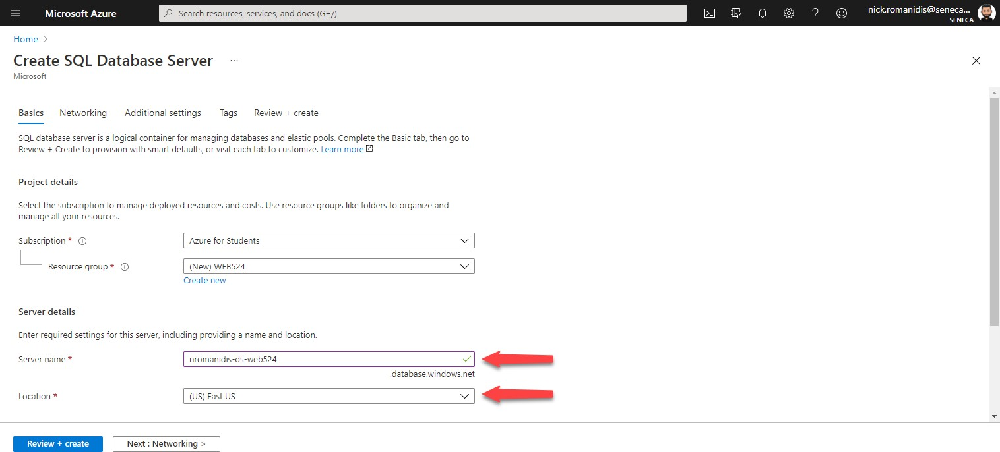 Microsoft Azure
Search resources, services, and docs (G+/)
nick.romanidis@seneca...
SENECA
Home >
Create SQL Database Server ...
Microsoft
Basics Networking Additional settings Tags Review + create
SQL database server is a logical container for managing databases and elastic pools. Complete the Basic tab, then go to
Review + Create to provision with smart defaults, or visit each tab to customize. Learn more
Project details
Select the subscription to manage deployed resources and costs. Use resource groups like folders to organize and
manage all your resources.
Subscription * Azure for Students
Resource group * (New) WEB524
Create new
Server details
Enter required settings for this server, including providing a name and location.
Server name * nromanidis-ds-web524
.database.windows.net
Location * (US) East US
Review + create Next : Networking >